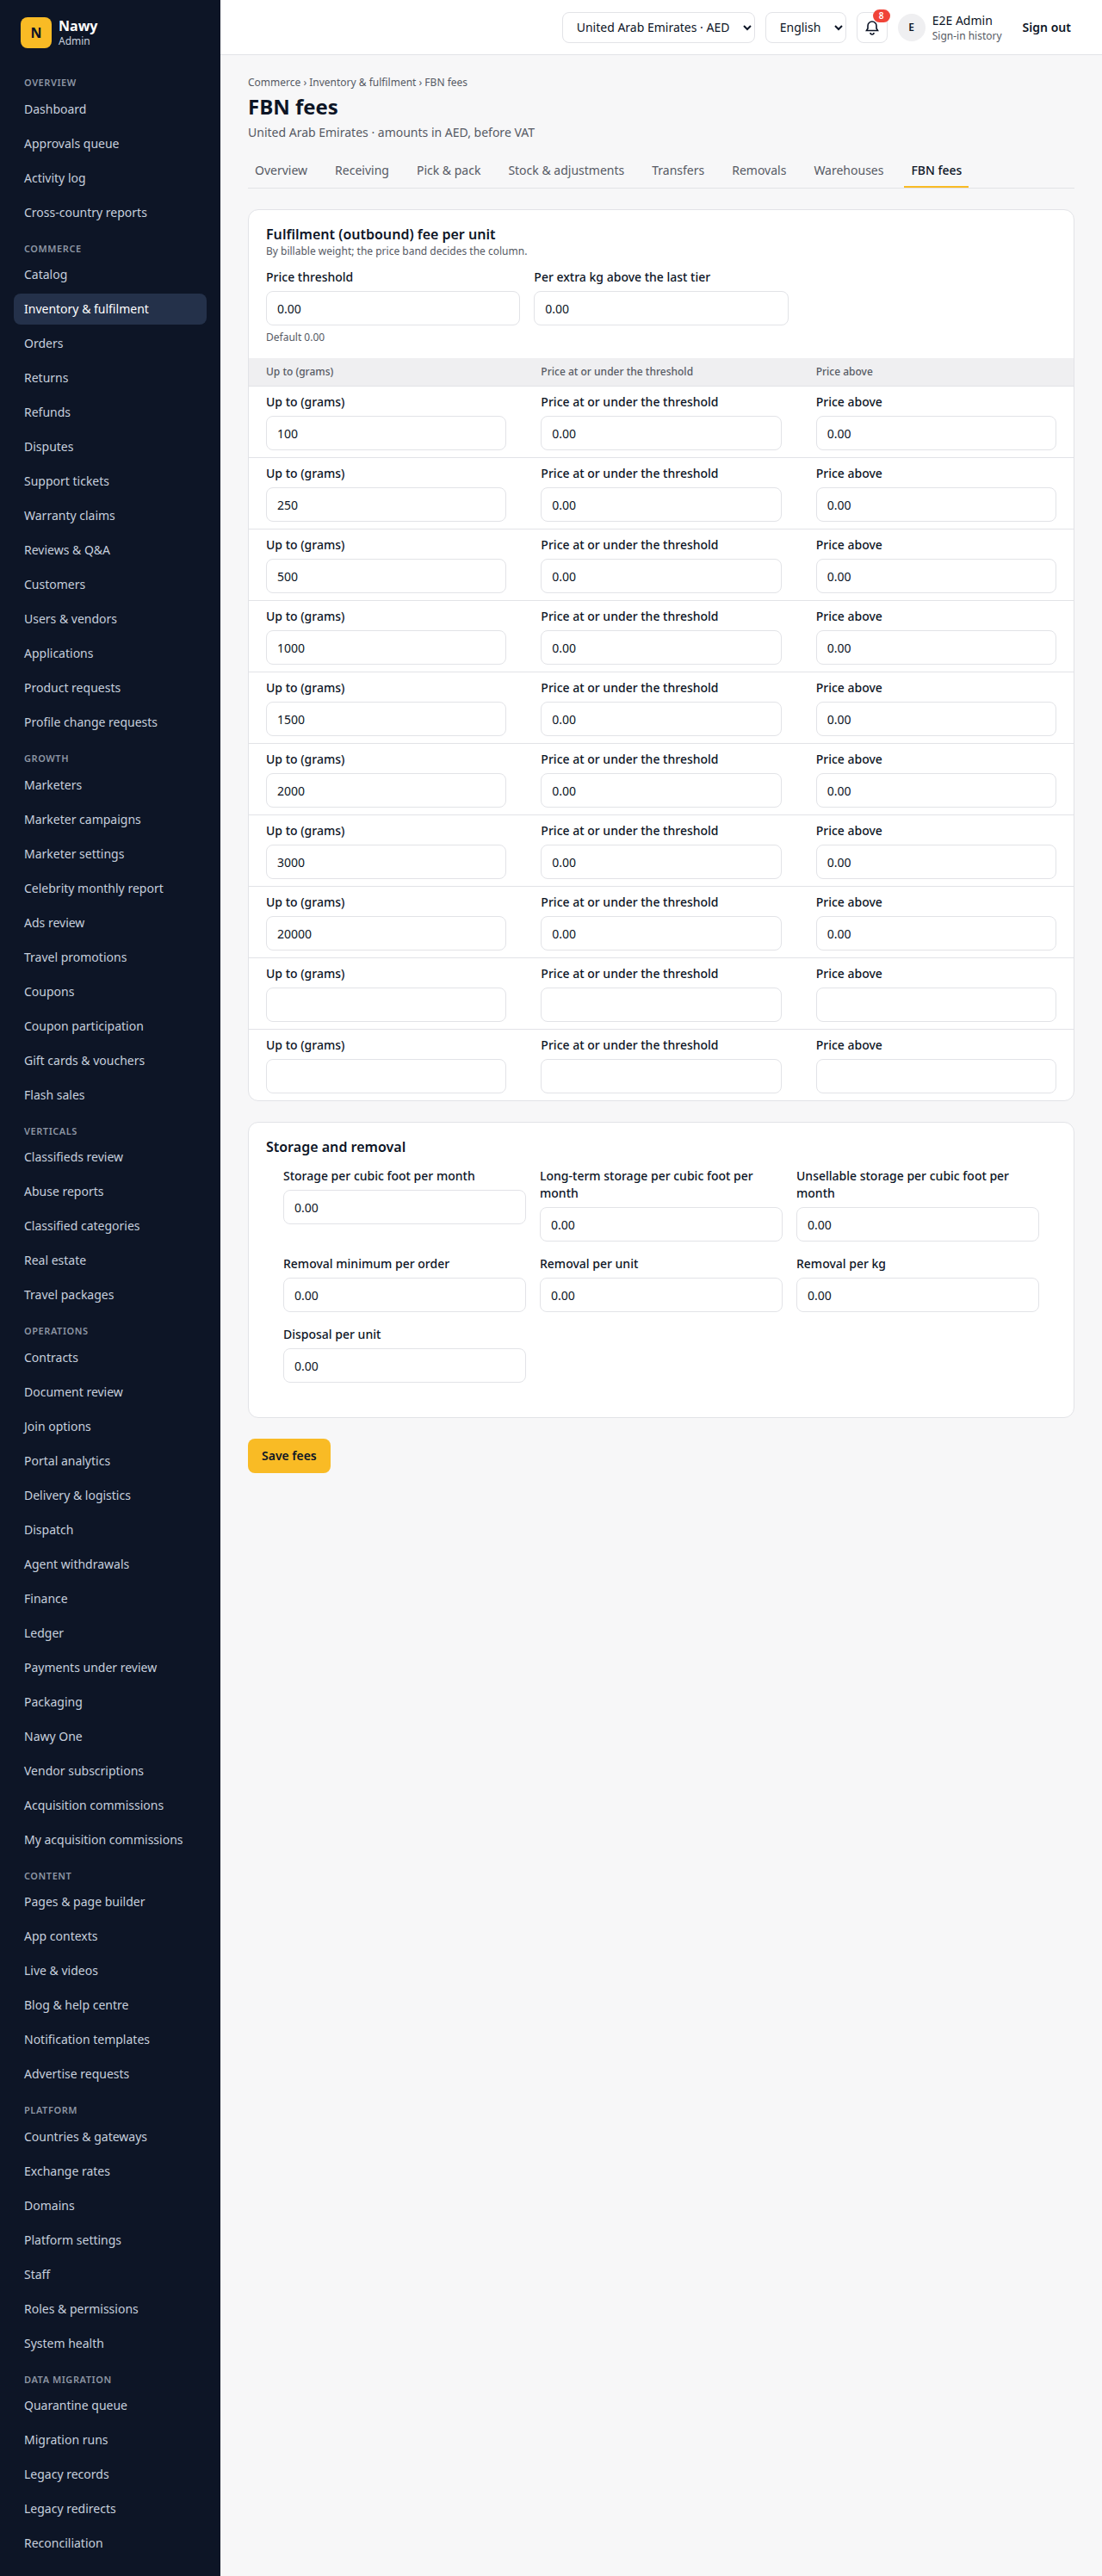 N
Nawy
Admin
OVERVIEW
Dashboard
Approvals queue
Activity log
Cross-country reports
COMMERCE
Catalog
Inventory & fulfilment
Orders
Returns
Refunds
Disputes
Support tickets
Warranty claims
Reviews & Q&A
Customers
Users & vendors
Applications
Product requests
Profile change requests
GROWTH
Marketers
Marketer campaigns
Marketer settings
Celebrity monthly report
Ads review
Travel promotions
Coupons
Coupon participation
Gift cards & vouchers
Flash sales
VERTICALS
Classifieds review
Abuse reports
Classified categories
Real estate
Travel packages
OPERATIONS
Contracts
Document review
Join options
Portal analytics
Delivery & logistics
Dispatch
Agent withdrawals
Finance
Ledger
Payments under review
Packaging
Nawy One
Vendor subscriptions
Acquisition commissions
My acquisition commissions
CONTENT
Pages & page builder
App contexts
Live & videos
Blog & help centre
Notification templates
Advertise requests
PLATFORM
Countries & gateways
Exchange rates
Domains
Platform settings
Staff
Roles & permissions
System health
DATA MIGRATION
Quarantine queue
Migration runs
Legacy records
Legacy redirects
Reconciliation
United Arab Emirates · AED
English
8
E
E2E Admin
Sign-in history
Sign out
Commerce › Inventory & fulfilment › FBN fees
FBN fees
United Arab Emirates · amounts in AED, before VAT
Overview Receiving Pick & pack Stock & adjustments Transfers Removals Warehouses FBN fees
Fulfilment (outbound) fee per unit
By billable weight; the price band decides the column.
Price threshold Per extra kg above the last tier
0.00 0.00
Default 0.00
Up to (grams) Price at or under the threshold Price above
Up to (grams) Price at or under the threshold Price above
100 0.00 0.00
Up to (grams) Price at or under the threshold Price above
250 0.00 0.00
Up to (grams) Price at or under the threshold Price above
500 0.00 0.00
Up to (grams) Price at or under the threshold Price above
1000 0.00 0.00
Up to (grams) Price at or under the threshold Price above
1500 0.00 0.00
Up to (grams) Price at or under the threshold Price above
2000 0.00 0.00
Up to (grams) Price at or under the threshold Price above
3000 0.00 0.00
Up to (grams) Price at or under the threshold Price above
20000 0.00 0.00
Up to (grams) Price at or under the threshold Price above
Up to (grams) Price at or under the threshold Price above
Storage and removal
Storage per cubic foot per month
0.00
Long-term storage per cubic foot per
month
0.00
Unsellable storage per cubic foot per
month
0.00
Removal minimum per order Removal per unit Removal per kg
0.00 0.00 0.00
Disposal per unit
0.00
Save fees